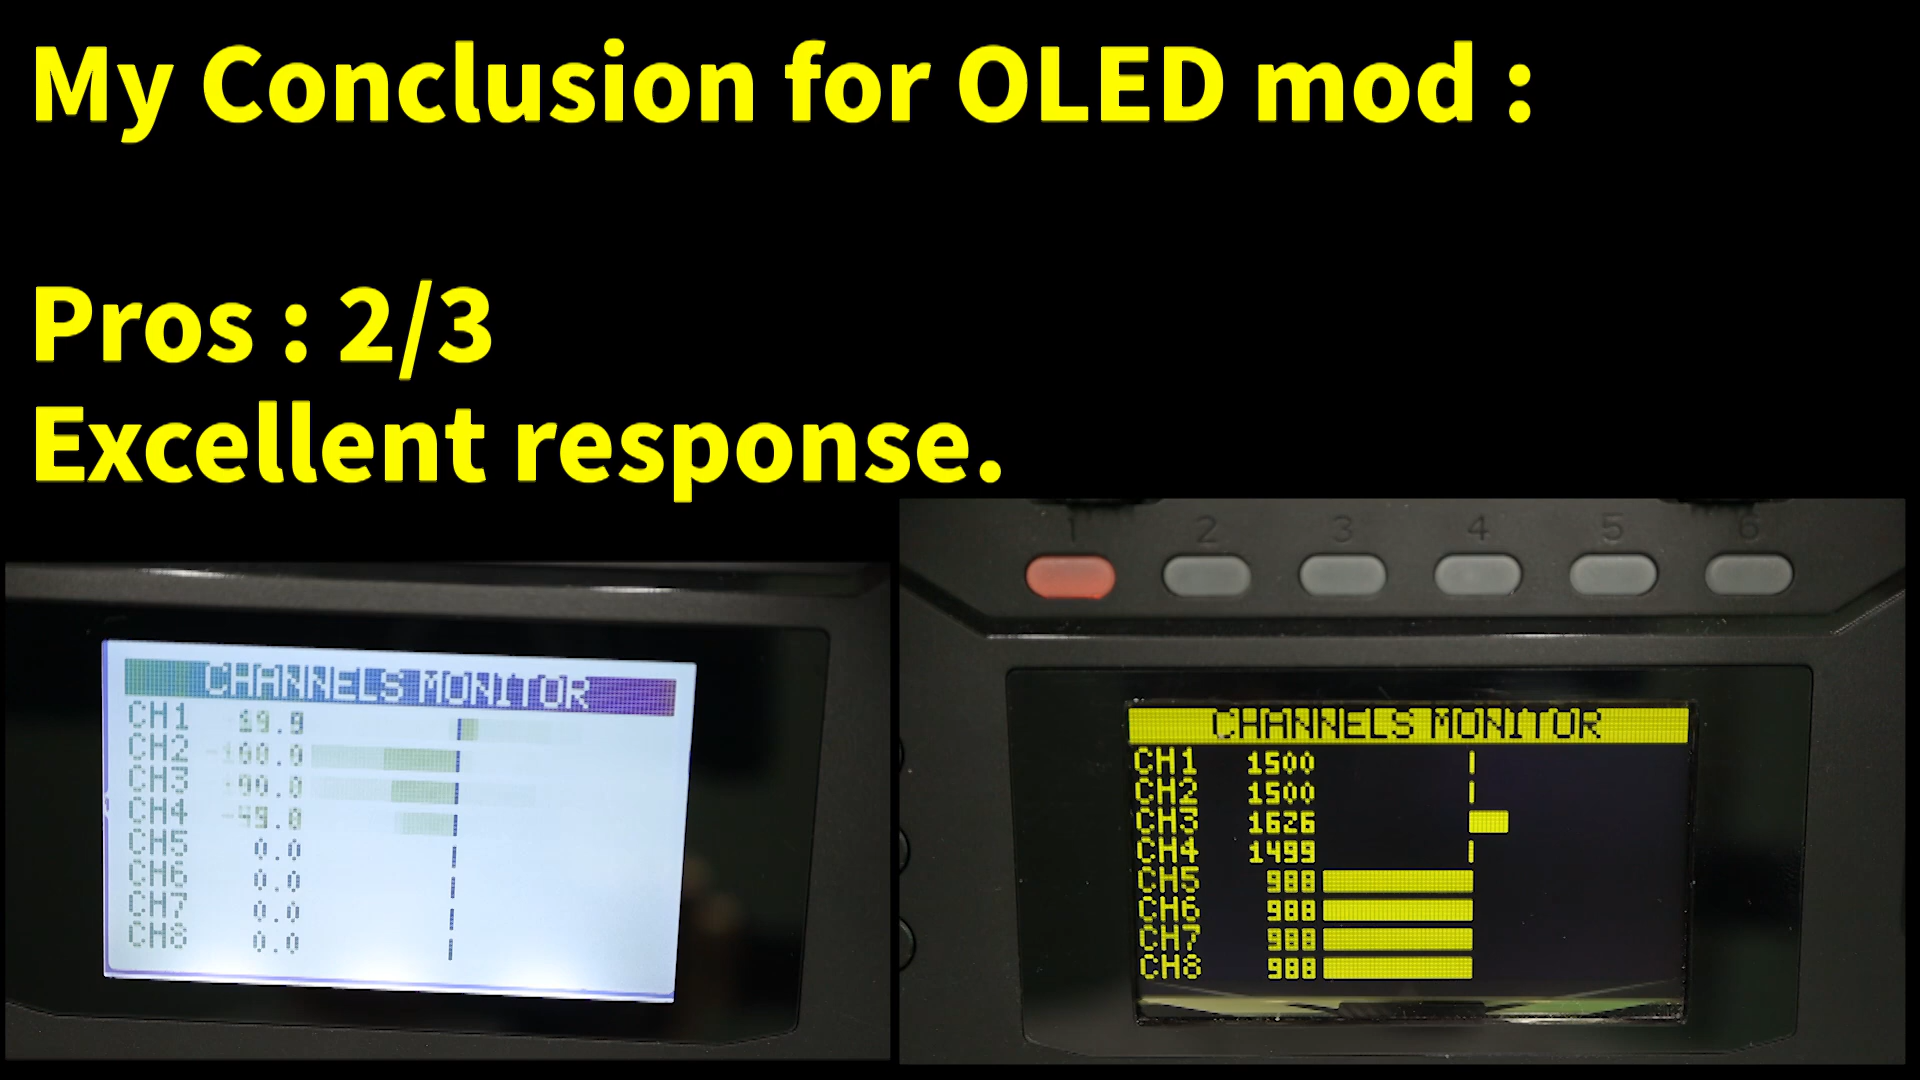 My Conclusion for OLED mod :
Pros : 2/3
Excellent response.
1 2 3 4 5 6
CHANNELS MONITOR
CH1
CH2 -100.0
CH3 90.0
CH4
CH5 0.0
CH6 0.0
CH7 0.0
CH8 0.0
CHANNELS MONITOR
CH1 1500
CH2 1500
CH3 1626
CH4 1499
CH5 988
CH6 988
CH7 988
CH8 988